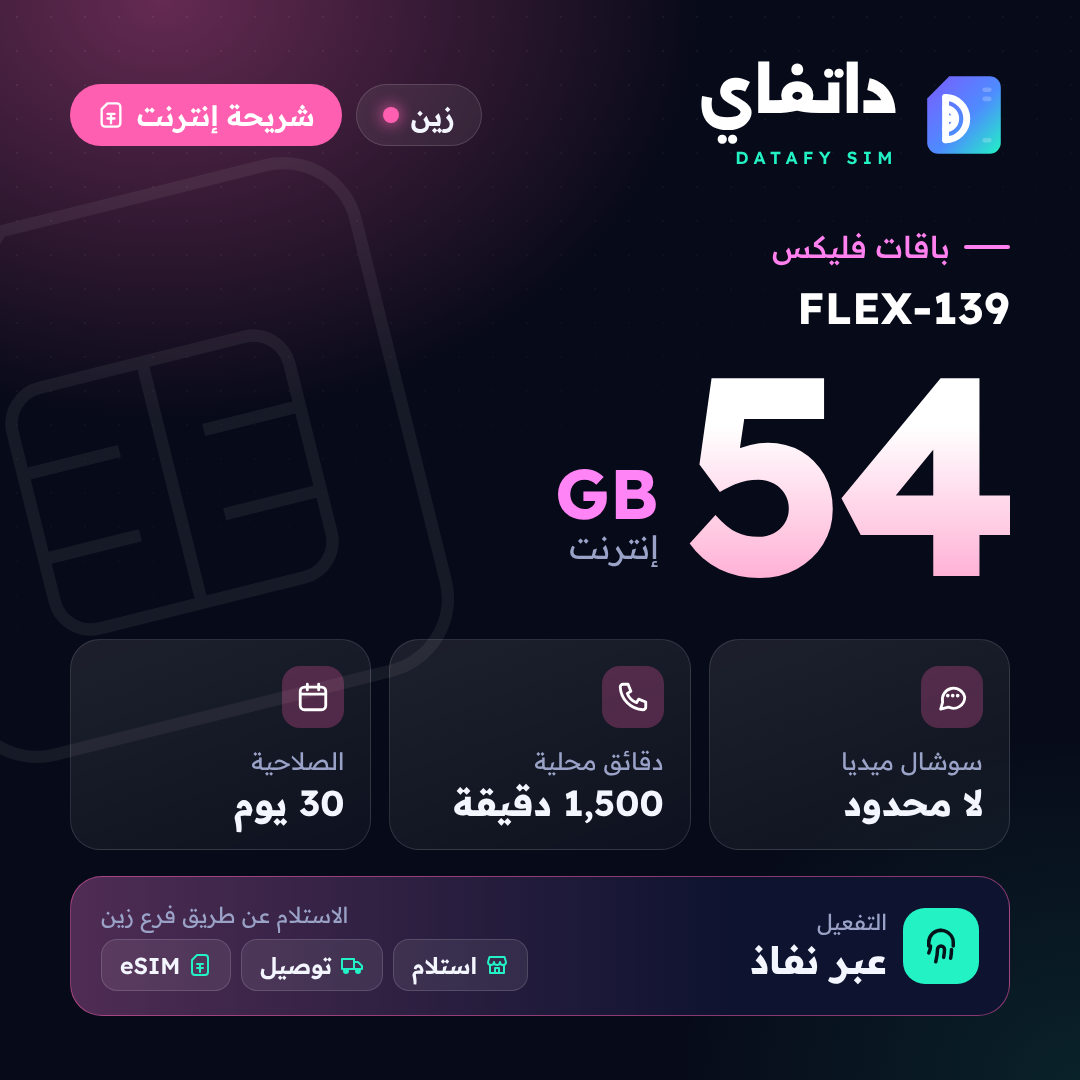 داتفاي
DATAFY SIM
زين
شريحة إنترنت
باقات فليكس
FLEX-139
54
GB
إنترنت
سوشال ميديا
لا محدود
دقائق محلية
1,500 دقيقة
الصلاحية
30 يوم
التفعيل
عبر نفاذ
الاستلام عن طريق فرع زين
استلام
توصيل
eSIM